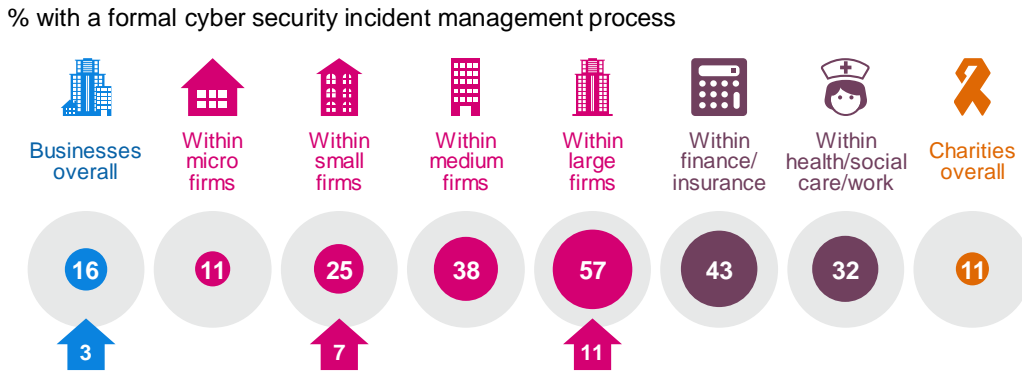 % with a formal cyber security incident management process
Businesses
overall
Within
micro
firms
Within
small
firms
Within
medium
firms
Within
large
firms
Within
finance/
insurance
Within
health/social
care/work
Charities
overall
16
11
25
38
57
43
32
11
3
7
11